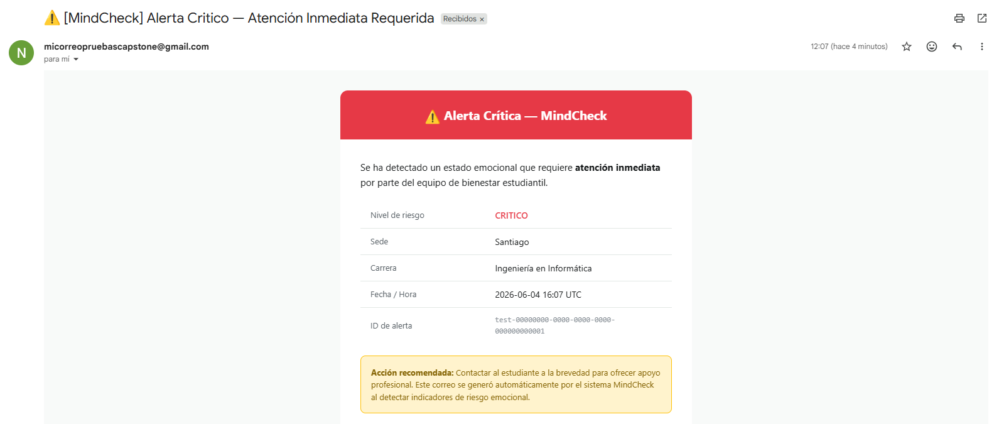 ⚠️ [MindCheck] Alerta Critico — Atención Inmediata Requerida Recibidos ×
N
micorreopruebascapstone@gmail.com
12:07 (hace 4 minutos)
para mí
⚠️ Alerta Crítica — MindCheck
Se ha detectado un estado emocional que requiere atención inmediata
por parte del equipo de bienestar estudiantil.
Nivel de riesgo CRITICO
Sede Santiago
Carrera Ingeniería en Informática
Fecha / Hora 2026-06-04 16:07 UTC
ID de alerta test-00000000-0000-0000-0000-
000000000001
Acción recomendada: Contactar al estudiante a la brevedad para ofrecer apoyo
profesional. Este correo se generó automáticamente por el sistema MindCheck
al detectar indicadores de riesgo emocional.